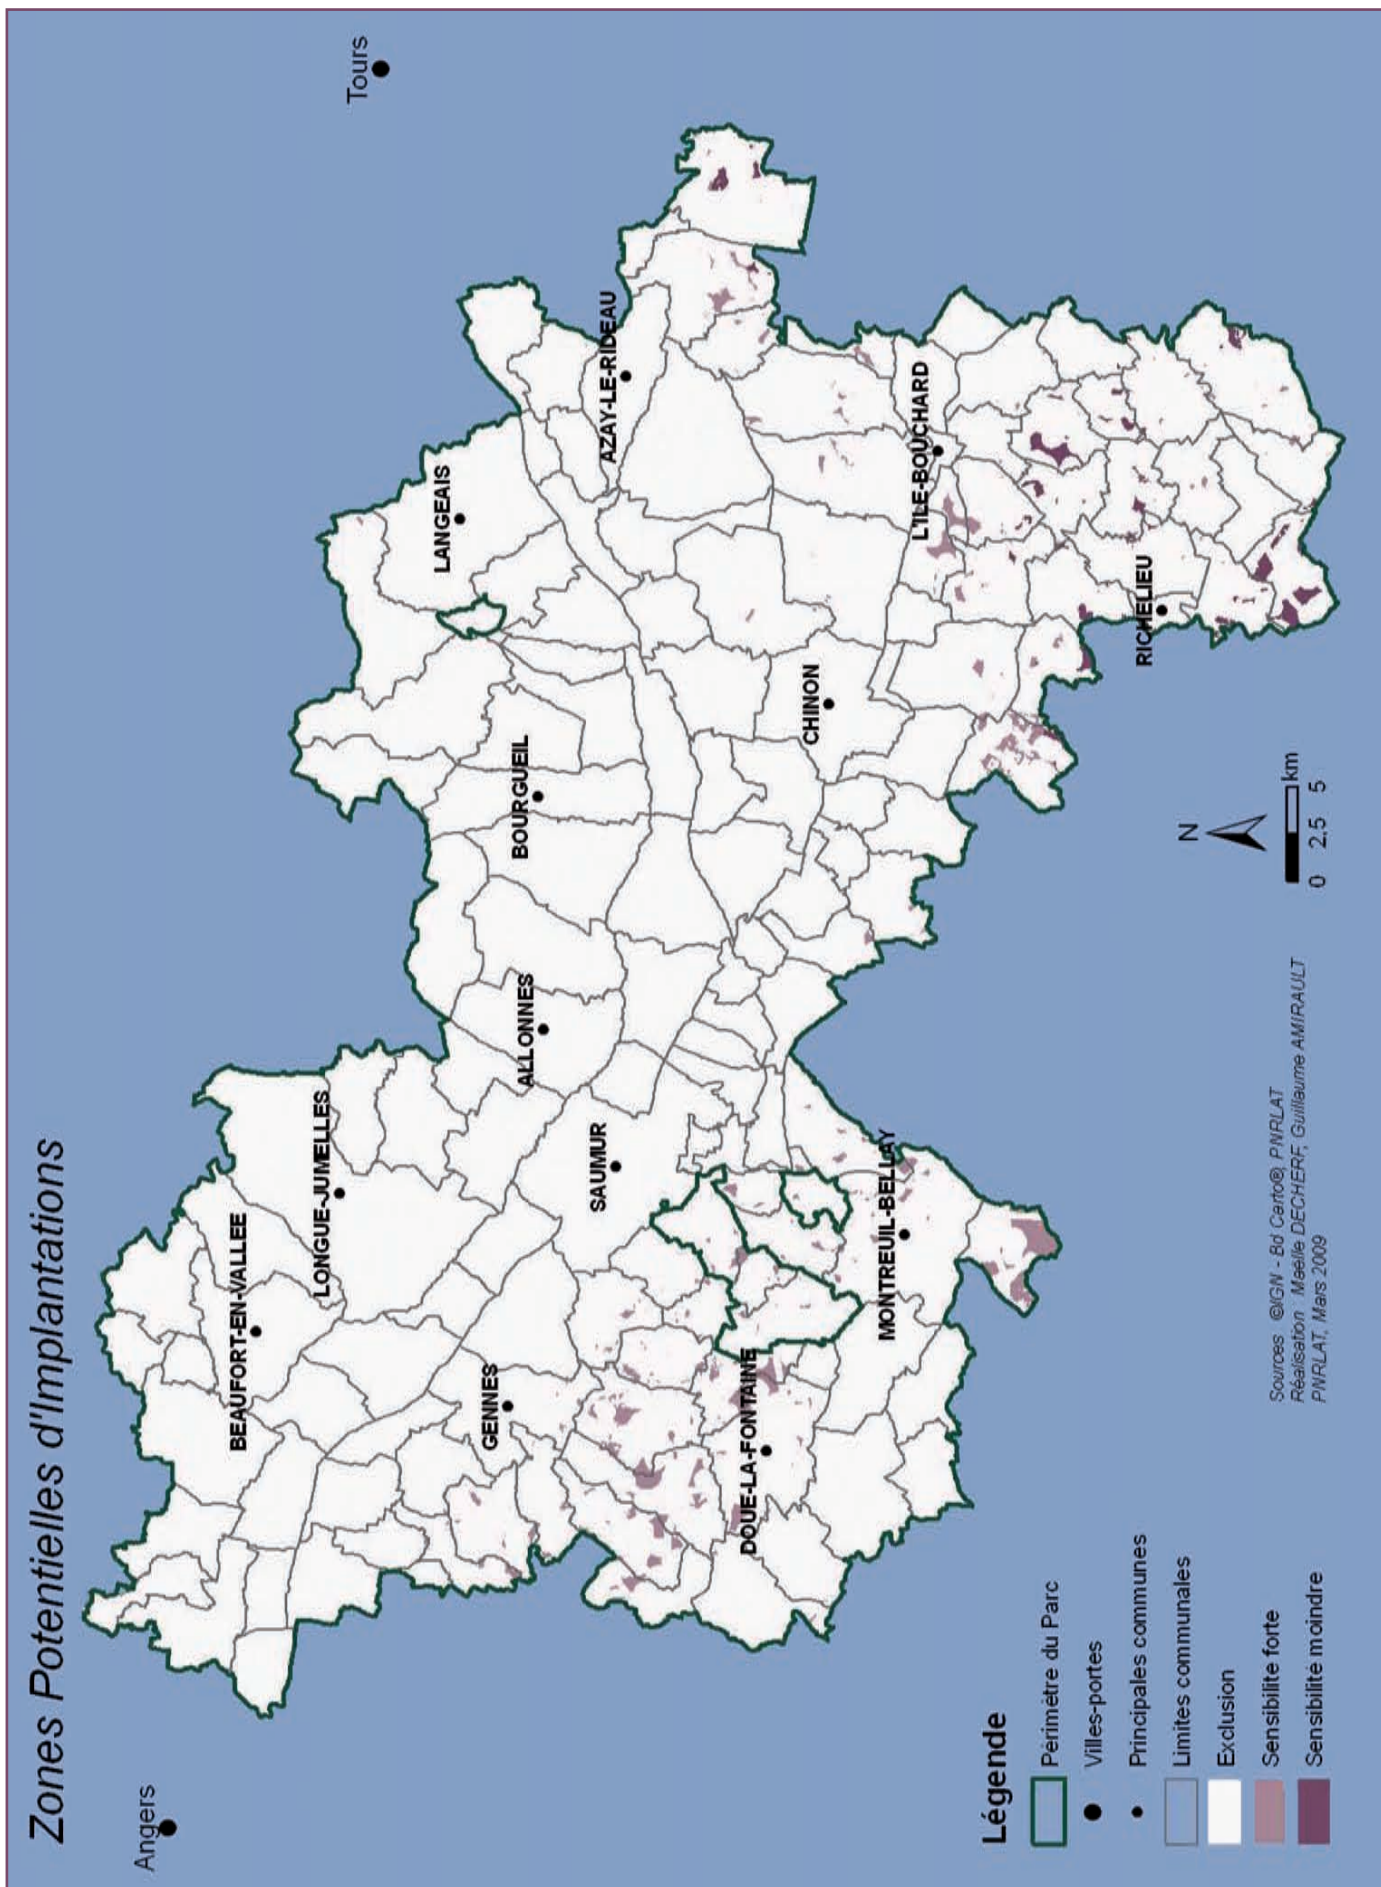 Zones Potentielles d'Implantations
Angers
Tours
BEAUFORT-EN-VALLEE
LONGUE-JUMELLES
LANGEAIS
ALLONNES
BOURGUEIL
GENNES
SAUMUR
AZAY-LE-RIDEAU
DOUE-LA-FONTAINE
CHINON
MONTREUIL-BELLAY
L'ILE-BOUCHARD
RICHELIEU
Légende
Périmètre du Parc
Villes-portes
Principales communes
Limites communales
Exclusion
Sensibilite forte
Sensibilité moindre
N
0 2.5 5
km
Sources ©IGN - Bd Carto®, PNRLAT
Réalisation : Maëlle DECHERF, Guillaume AMIRAULT
PNRLAT, Mars 2009